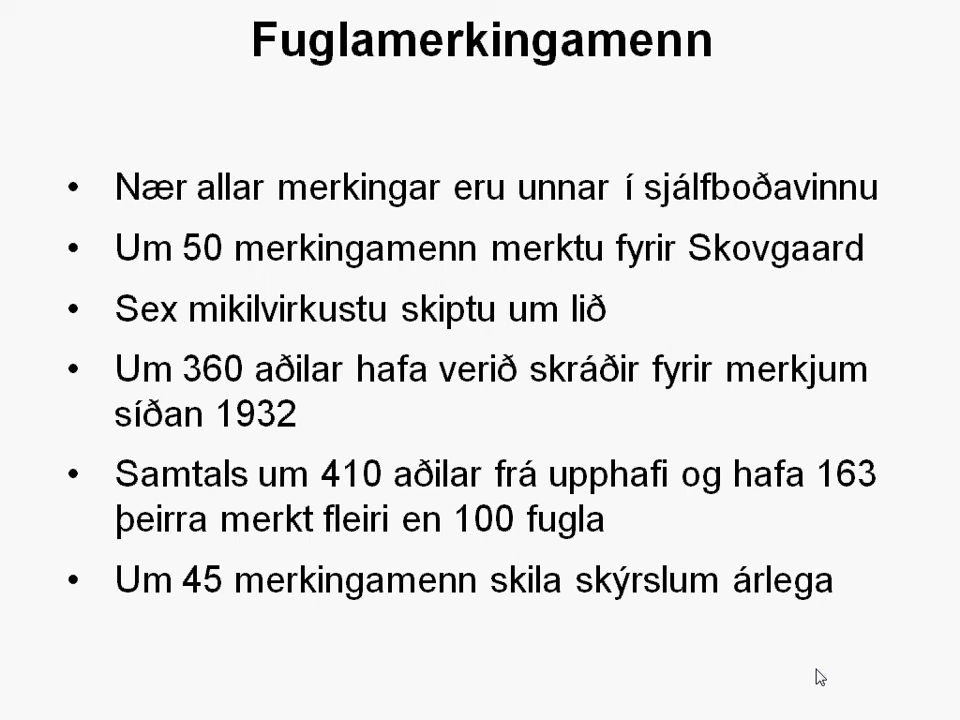 Fuglamerkingamenn
• Nær allar merkingar eru unnar í sjálfboðavinnu
• Um 50 merkingamenn merktu fyrir Skovgaard
• Sex mikilvirkustu skiptu um lið
• Um 360 aðilar hafa verið skráðir fyrir merkjum
síðan 1932
• Samtals um 410 aðilar frá upphafi og hafa 163
þeirra merkt fleiri en 100 fugla
• Um 45 merkingamenn skila skýrslum árlega